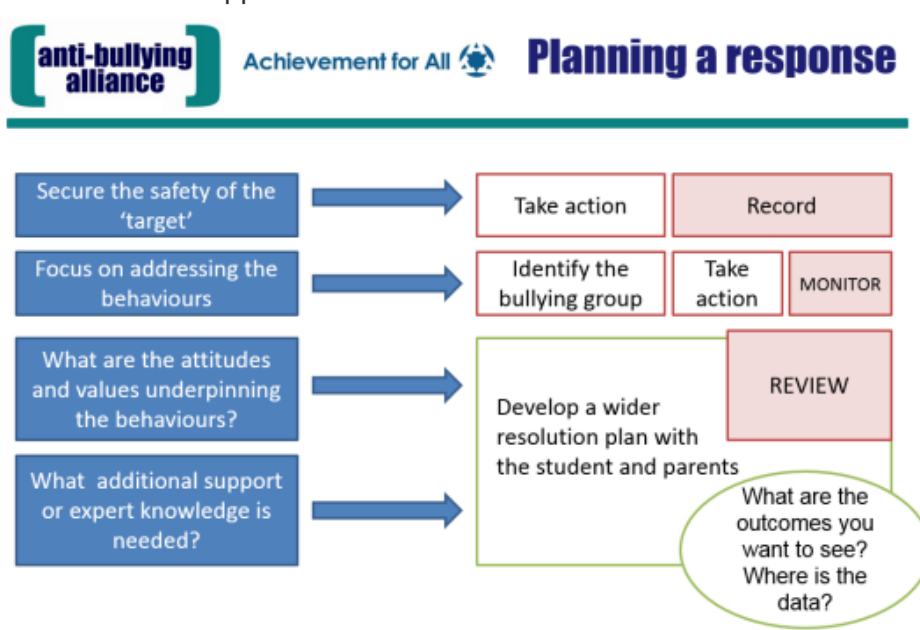 anti-bullying
alliance
Achievement for All
Planning a response
Secure the safety of the
‘target’
Take action
Record
Focus on addressing the
behaviours
Identify the
bullying group
Take
action
MONITOR
What are the attitudes
and values underpinning
the behaviours?
REVIEW
Develop a wider
resolution plan with
the student and parents
What additional support
or expert knowledge is
needed?
What are the
outcomes you
want to see?
Where is the
data?